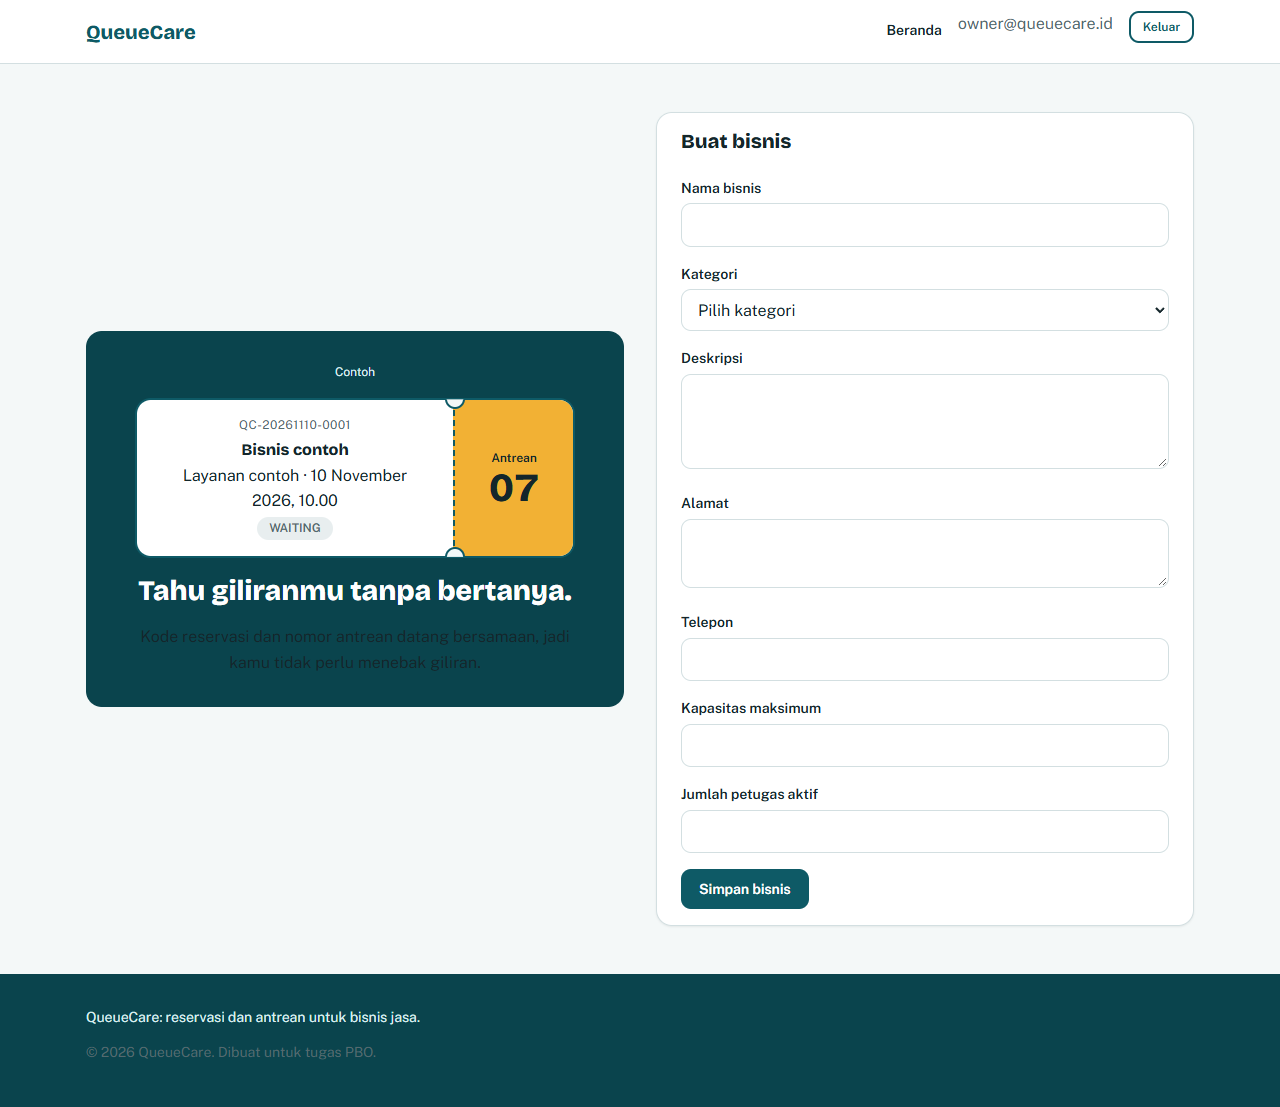 QueueCare
Beranda
owner@queuecare.id
Keluar
Contoh
QC-20261110-0001
Bisnis contoh
Layanan contoh · 10 November
2026, 10.00
WAITING
Antrean
07
Tahu giliranmu tanpa bertanya.
Kode reservasi dan nomor antrean datang bersamaan, jadi
kamu tidak perlu menebak giliran.
Buat bisnis
Nama bisnis
Kategori
Pilih kategori
Deskripsi
Alamat
Telepon
Kapasitas maksimum
Jumlah petugas aktif
Simpan bisnis
QueueCare: reservasi dan antrean untuk bisnis jasa.
© 2026 QueueCare. Dibuat untuk tugas PBO.